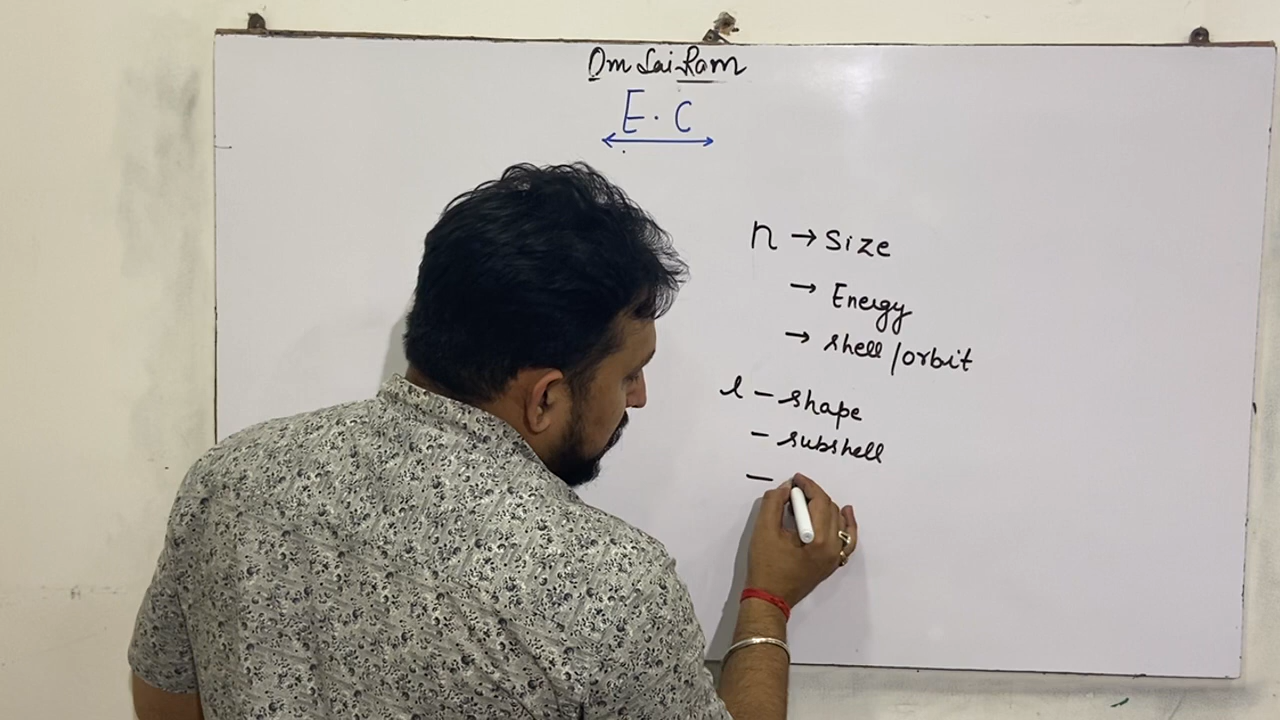 Om Sai Ram
E. C
n → Size
→ Energy
→ shell/orbit
l - shape
- subshell
-